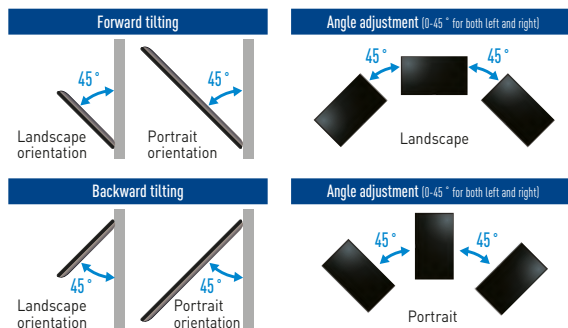 Forward tilting
45°
45°
Landscape
orientation
Portrait
orientation
Angle adjustment (0-45 ° for both left and right)
45°
45°
Landscape
Backward tilting
45°
45°
Landscape
orientation
Portrait
orientation
Angle adjustment (0-45 ° for both left and right)
45°
45°
Portrait